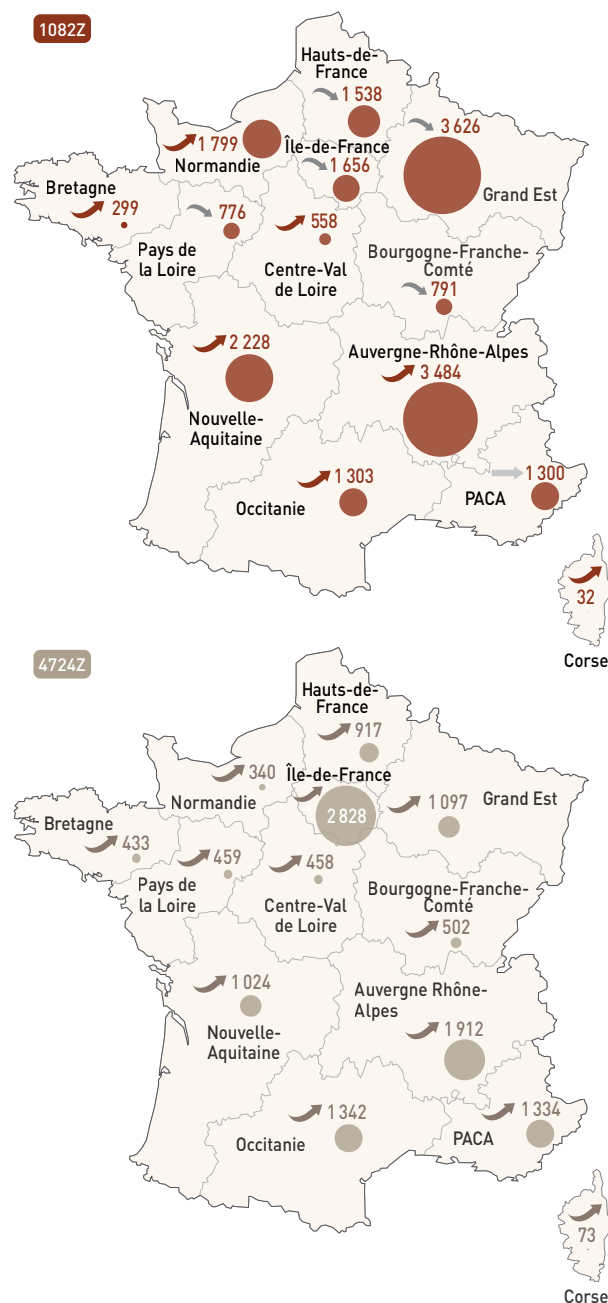 1082Z
Hauts-de-
France
1 538
3 626
1 799
Normandie
Île-de-France
1 656
Grand Est
Bretagne
299
776
558
Pays de
la Loire
Centre-Val
de Loire
Bourgogne-Franche-
Comté
791
2 228
Auvergne-Rhône-Alpes
3 484
Nouvelle-
Aquitaine
1 303
Occitanie
1 300
PACA
32
Corse
4724Z
Hauts-de-
France
917
340
Normandie
Île-de-France
2 828
1 097
Grand Est
Bretagne
433
459
458
Pays de
la Loire
Centre-Val
de Loire
Bourgogne-Franche-
Comté
502
1 024
Auvergne Rhône-
Alpes
1 912
Nouvelle-
Aquitaine
1 342
Occitanie
1 334
PACA
73
Corse